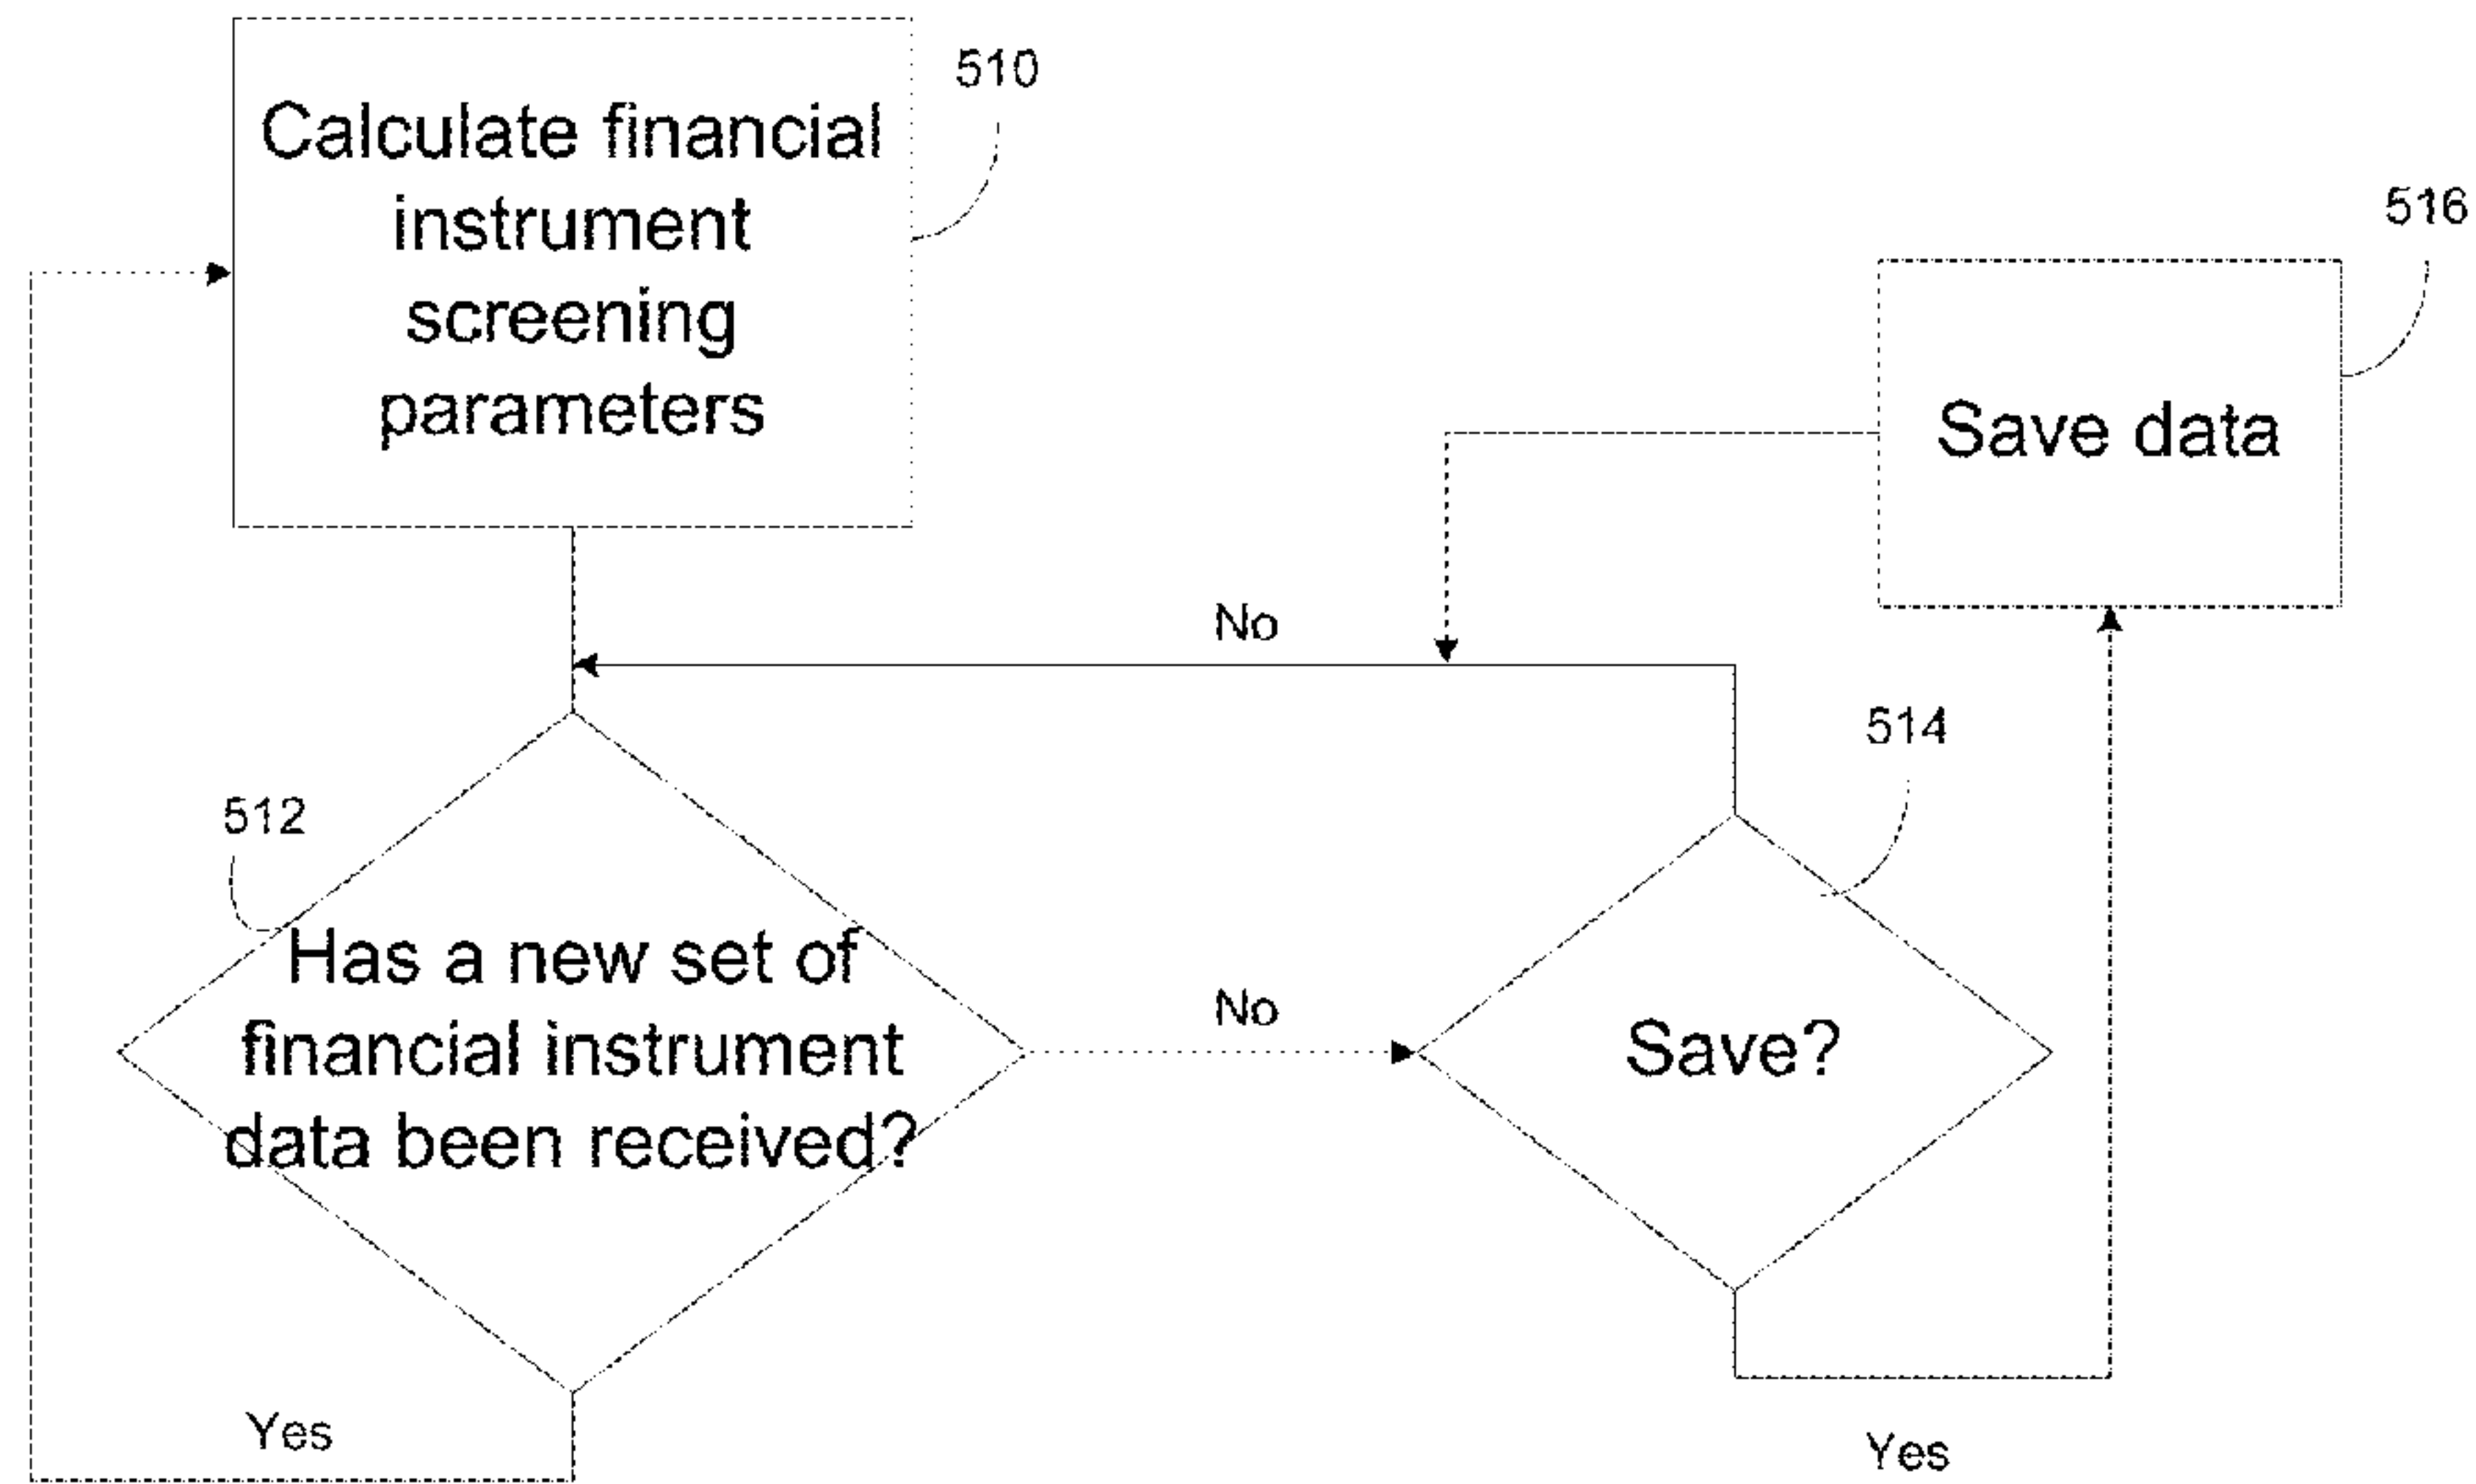 510
Calculate financial
instrument
screening
parameters
516
Save data
No
514
512
Has a new set of
financial instrument
data been received?
No
Save?
Yes
Yes